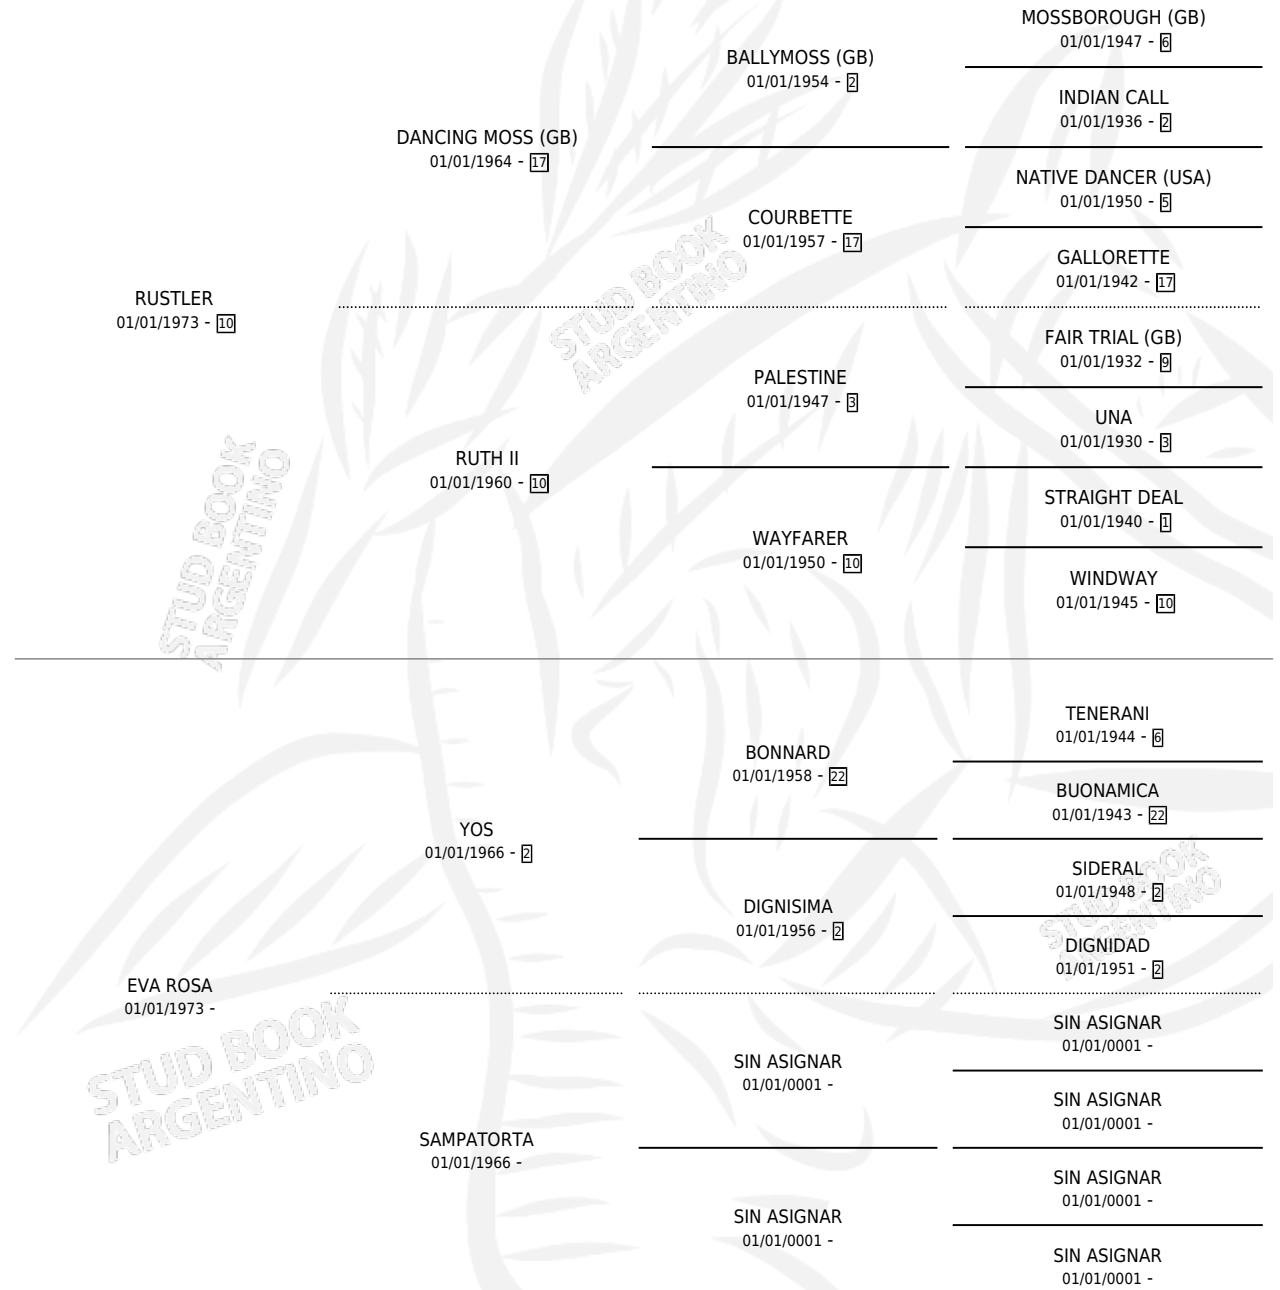 MOSSBOROUGH (GB)
01/01/1947 - 6
BALLYMOSS (GB)
01/01/1954 - 2
INDIAN CALL
01/01/1936 - 2
DANCING MOSS (GB)
01/01/1964 - 17
NATIVE DANCER (USA)
01/01/1950 - 5
COURBETTE
01/01/1957 - 17
GALLORETTE
01/01/1942 - 17
RUSTLER
01/01/1973 - 10
FAIR TRIAL (GB)
01/01/1932 - 9
PALESTINE
01/01/1947 - 3
UNA
01/01/1930 - 3
RUTH II
01/01/1960 - 10
STRAIGHT DEAL
01/01/1940 - 1
WAYFARER
01/01/1950 - 10
WINDWAY
01/01/1945 - 10
STUD BOOK
ARGENTINO
STUD BOOK
ARGENTINO
TENERANI
01/01/1944 - 6
BONNARD
01/01/1958 - 22
BUONAMICA
01/01/1943 - 22
YOS
01/01/1966 - 2
SIDERAL
01/01/1948 - 2
DIGNISIMA
01/01/1956 - 2
DIGNIDAD
01/01/1951 - 2
STUD BOOK
ARGENTINO
EVA ROSA
01/01/1973 -
SIN ASIGNAR
01/01/0001 -
SIN ASIGNAR
01/01/0001 -
SIN ASIGNAR
01/01/0001 -
SAMPATORTA
01/01/1966 -
SIN ASIGNAR
01/01/0001 -
SIN ASIGNAR
01/01/0001 -
SIN ASIGNAR
01/01/0001 -
STUD BOOK
ARGENTINO